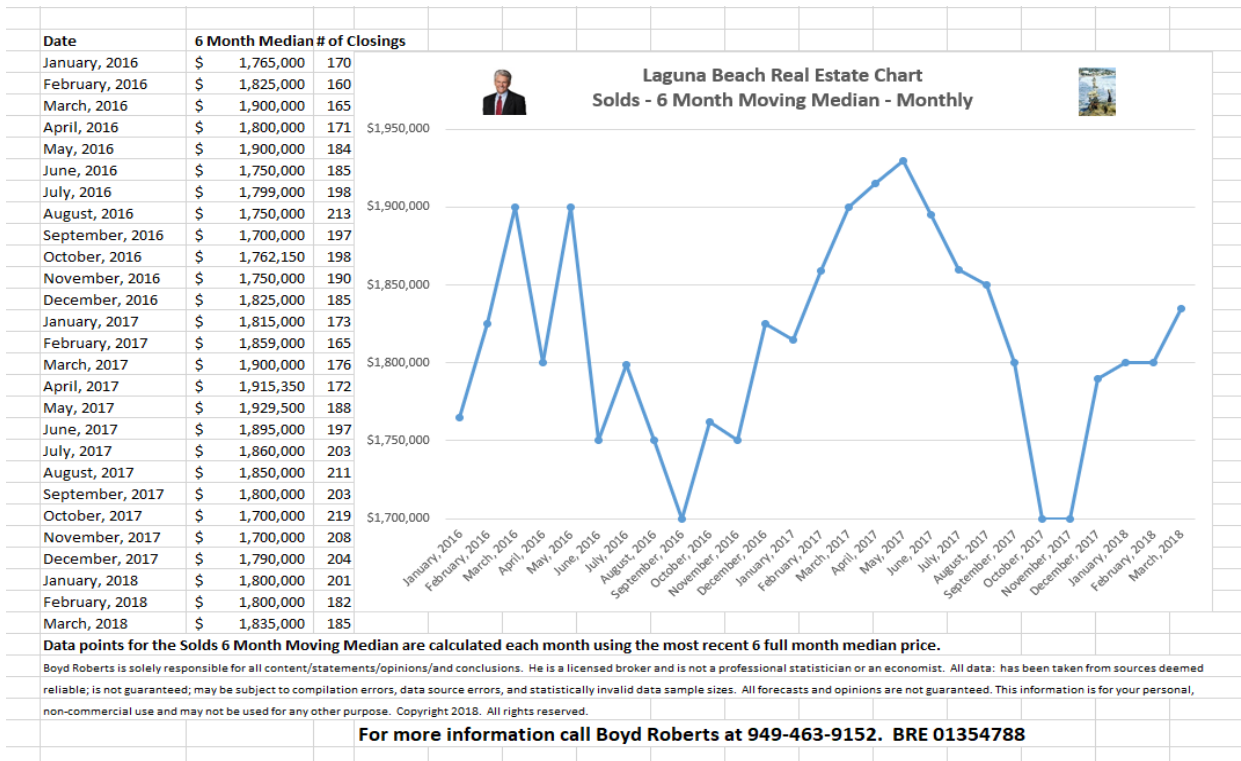 Date 6 Month Median # of Closings
January, 2016 $ 1,765,000 170
February, 2016 $ 1,825,000 160
March, 2016 $ 1,900,000 165
April, 2016 $ 1,800,000 171
May, 2016 $ 1,900,000 184
June, 2016 $ 1,750,000 185
July, 2016 $ 1,799,000 198
August, 2016 $ 1,750,000 213
September, 2016 $ 1,700,000 197
October, 2016 $ 1,762,150 198
November, 2016 $ 1,750,000 190
December, 2016 $ 1,825,000 185
January, 2017 $ 1,815,000 173
February, 2017 $ 1,859,000 165
March, 2017 $ 1,900,000 176
April, 2017 $ 1,915,350 172
May, 2017 $ 1,929,500 188
June, 2017 $ 1,895,000 197
July, 2017 $ 1,860,000 203
August, 2017 $ 1,850,000 211
September, 2017 $ 1,800,000 203
October, 2017 $ 1,700,000 219
November, 2017 $ 1,700,000 208
December, 2017 $ 1,790,000 204
January, 2018 $ 1,800,000 201
February, 2018 $ 1,800,000 182
March, 2018 $ 1,835,000 185
Laguna Beach Real Estate Chart
Solds - 6 Month Moving Median - Monthly
$1,950,000
$1,900,000
$1,850,000
$1,800,000
$1,750,000
$1,700,000
January, 2016
February, 2016
March, 2016
April, 2016
May, 2016
June, 2016
July, 2016
August, 2016
September, 2016
October, 2016
November, 2016
December, 2016
January, 2017
February, 2017
March, 2017
April, 2017
May, 2017
June, 2017
July, 2017
August, 2017
September, 2017
October, 2017
November, 2017
December, 2017
January, 2018
February, 2018
March, 2018
Data points for the Solds 6 Month Moving Median are calculated each month using the most recent 6 full month median price.
Boyd Roberts is solely responsible for all content/statements/opinions/and conclusions. He is a licensed broker and is not a professional statistician or an economist. All data: has been taken from sources deemed
reliable; is not guaranteed; may be subject to compilation errors, data source errors, and statistically invalid data sample sizes. All forecasts and opinions are not guaranteed. This information is for your personal,
non-commercial use and may not be used for any other purpose. Copyright 2018. All rights reserved.
For more information call Boyd Roberts at 949-463-9152. BRE 01354788